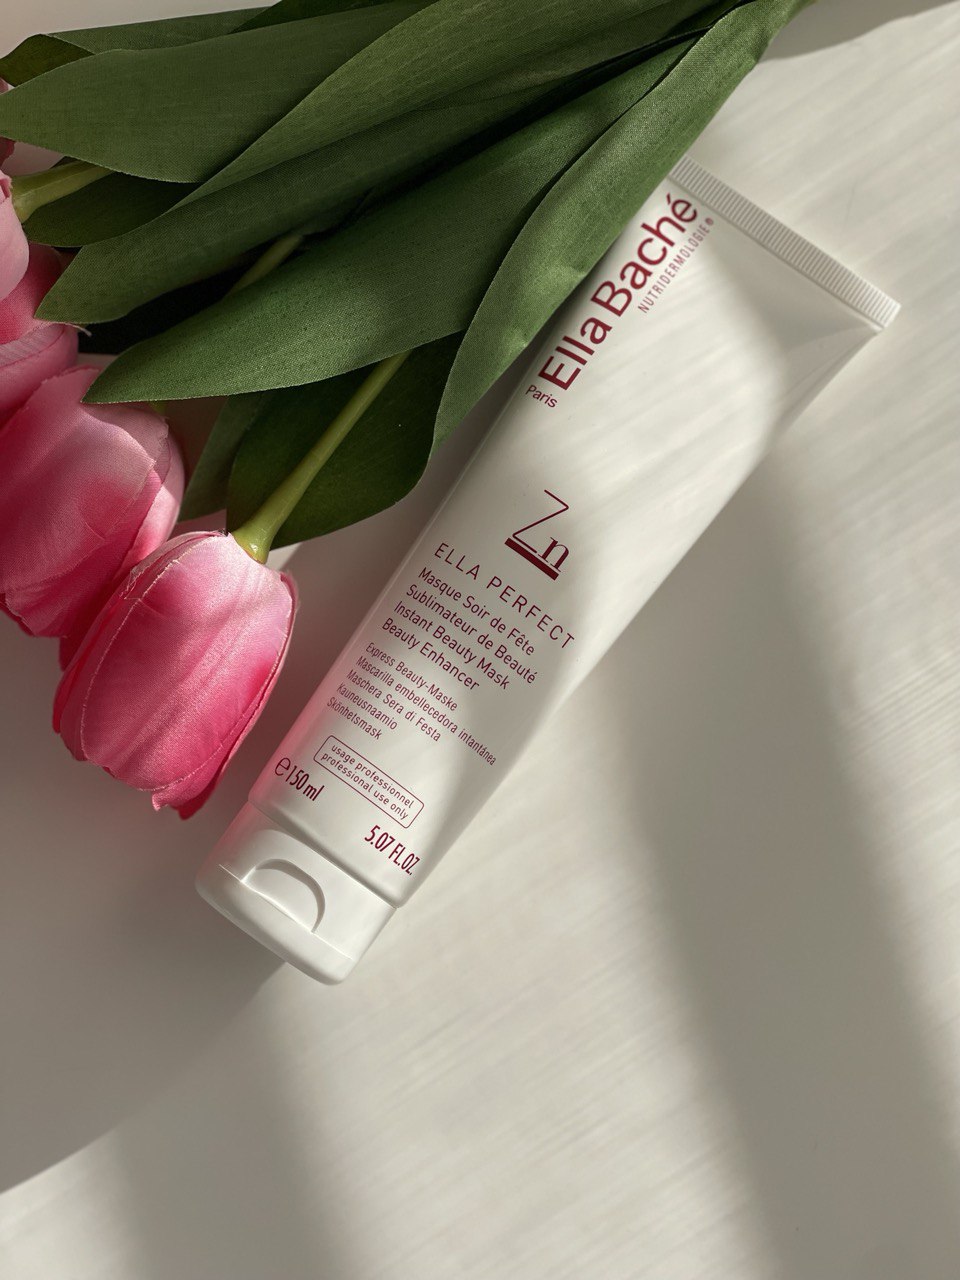 Paris Ella Baché
NUTRIDERMOLOGIE®
Zn
ELLA PERFECT
Masque Soir de Fête
Sublimateur de Beauté
Instant Beauty Mask
Beauty Enhancer
Express Beauty-Maske
Mascarilla embellecedora intantánea
Maschera Sera di Festa
Kauneusnaamio
Skönhetsmask
usage professionnel
professional use only
℮150 ml
5.07 FL.OZ.